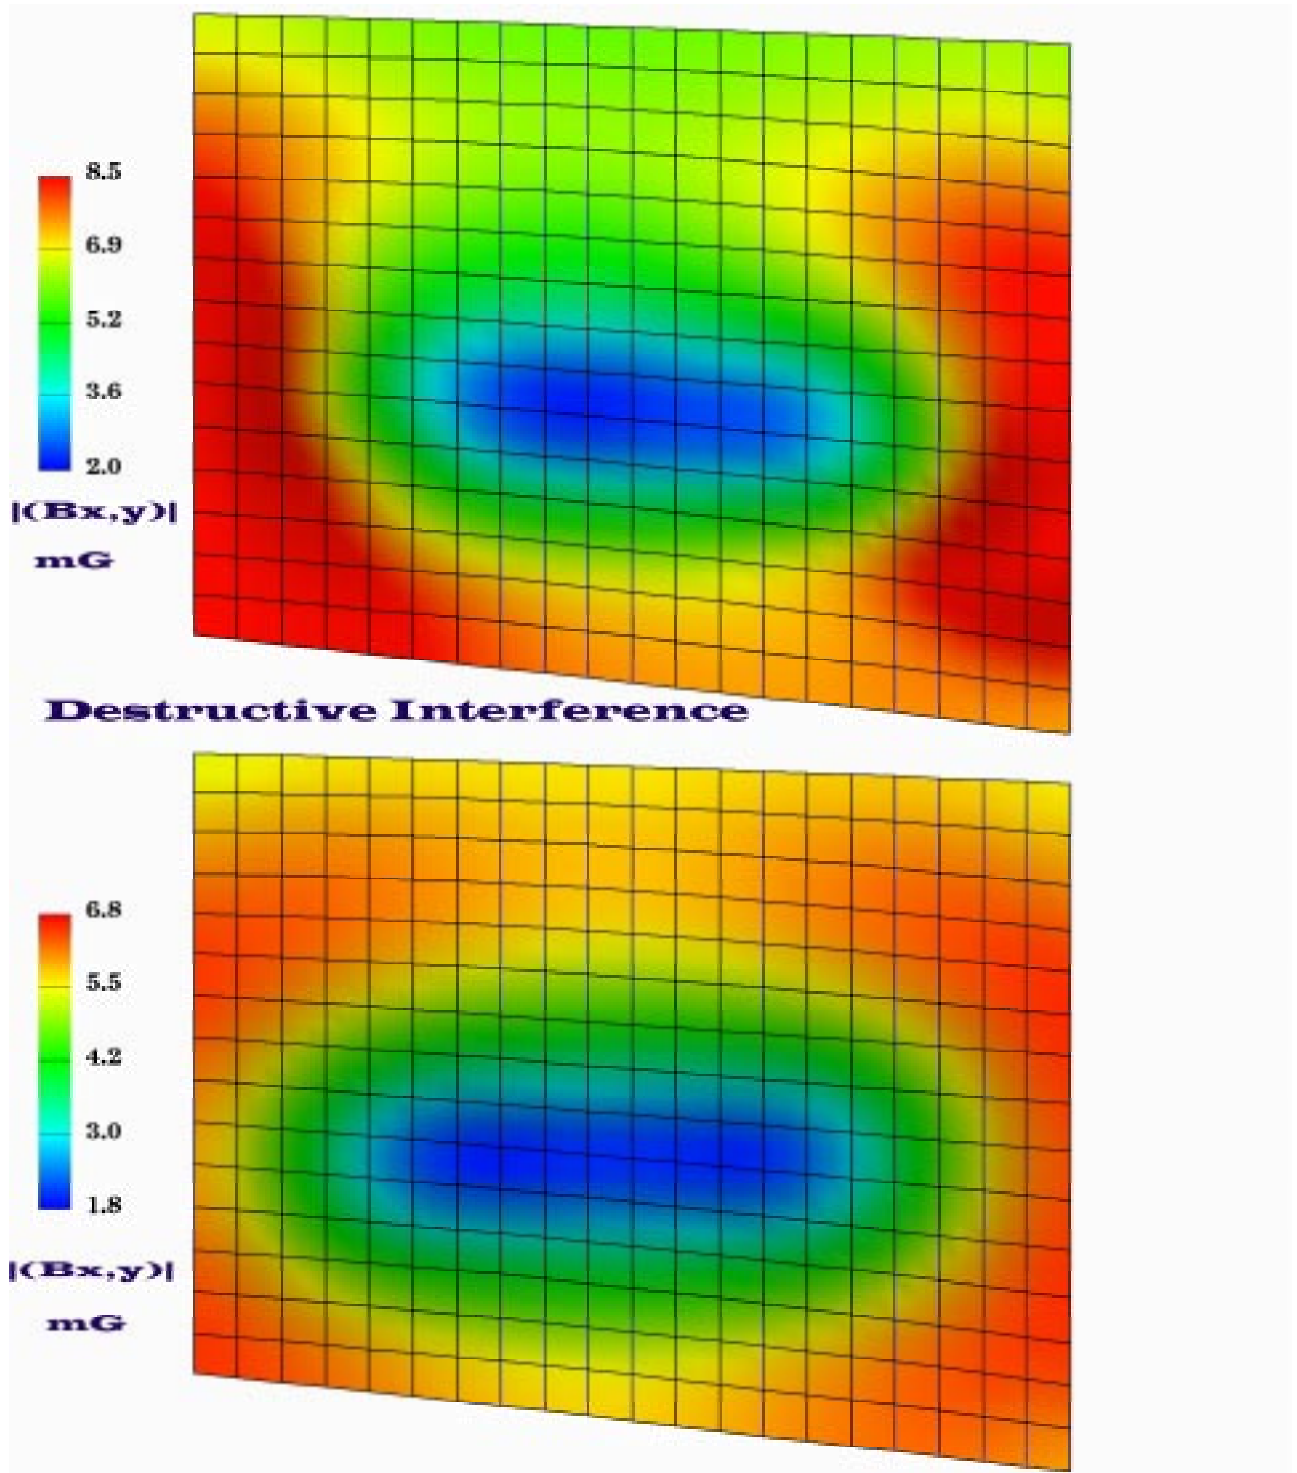 8.5
6.9
5.2
3.6
2.0
|(Bx,y)|
mG
Destructive Interference
6.8
5.5
4.2
3.0
1.8
|(Bx,y)|
mG